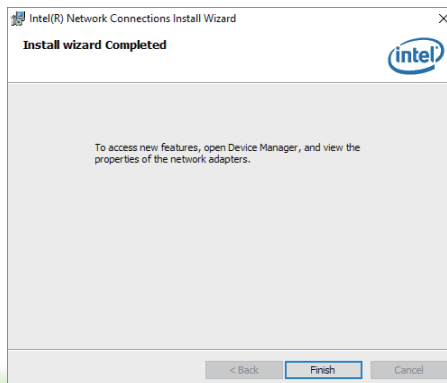 Intel(R) Network Connections Install Wizard
Install wizard Completed
intel
To access new features, open Device Manager, and view the
properties of the network adapters.
< Back
Finish
Cancel